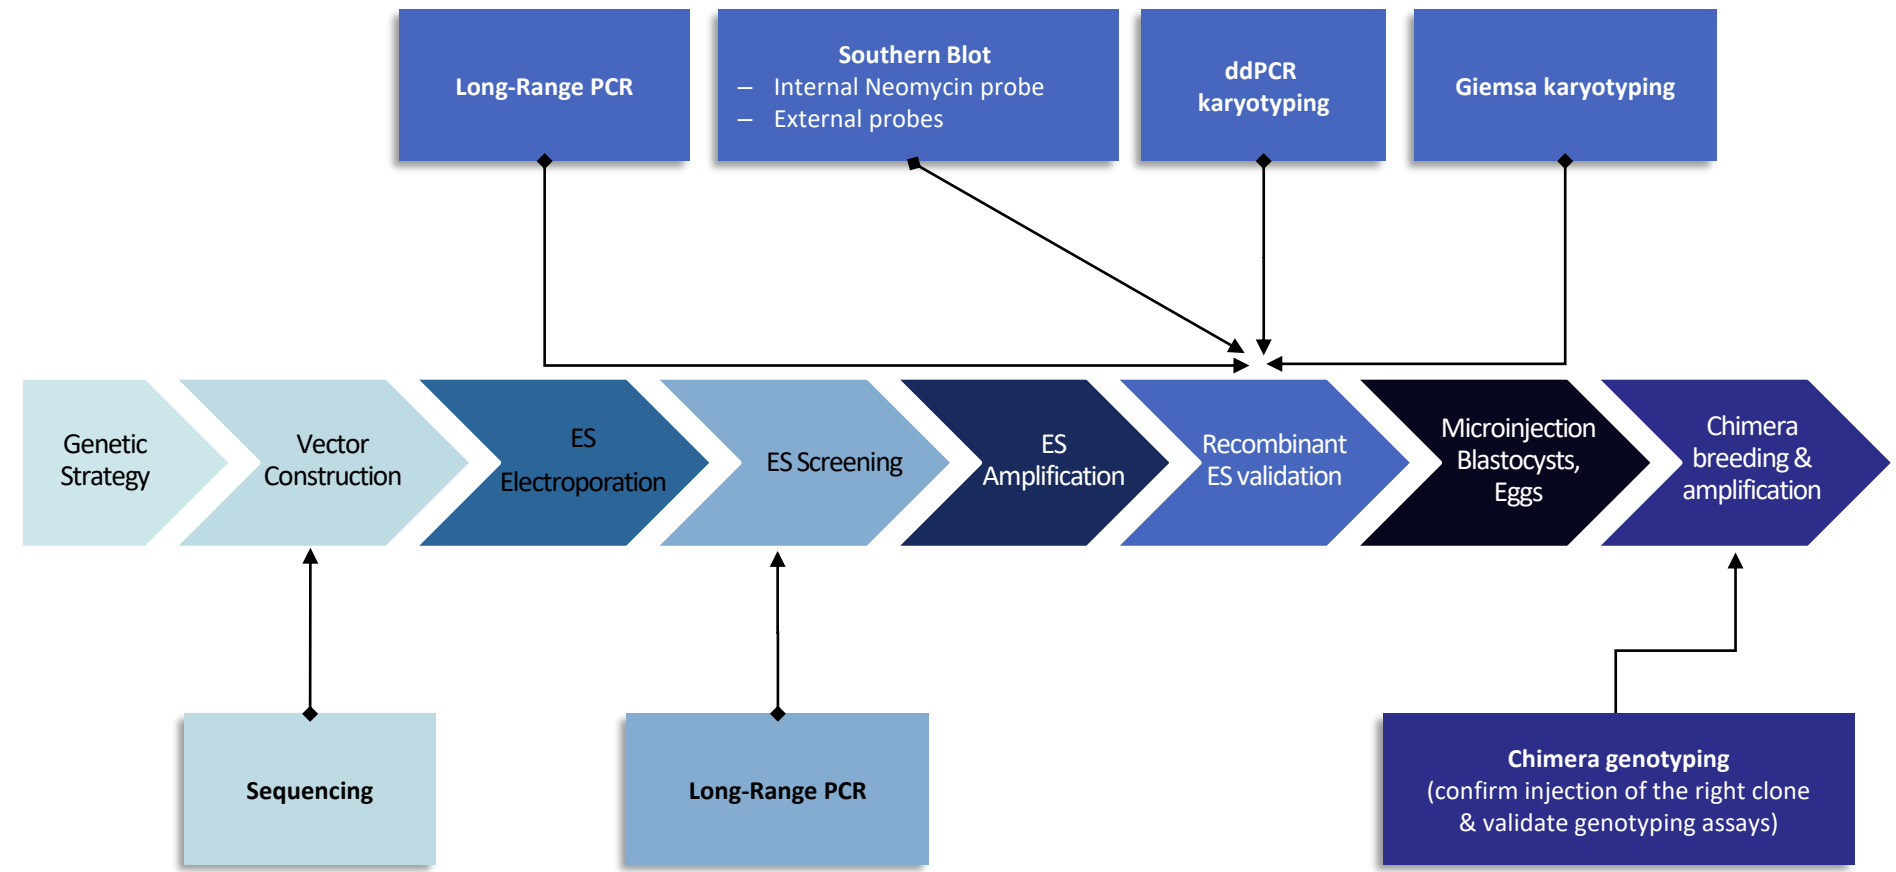 Long-Range PCR
Southern Blot
– Internal Neomycin probe
– External probes
ddPCR
karyotyping
Giemsa karyotyping
Genetic
Strategy
Vector
Construction
ES
Electroporation
ES Screening
ES
Amplification
Recombinant
ES validation
Microinjection
Blastocysts,
Eggs
Chimera
breeding &
amplification
Sequencing
Long-Range PCR
Chimera genotyping
(confirm injection of the right clone
& validate genotyping assays)